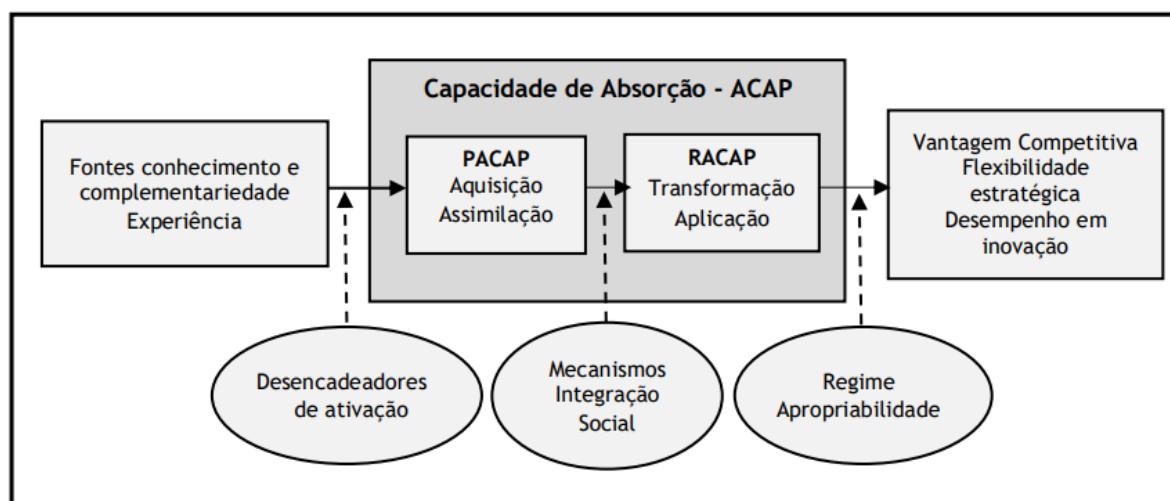 Capacidade de Absorção - ACAP
Fontes conhecimento e
complementariedade
Experiência
PACAP
Aquisição
Assimilação
RACAP
Transformação
Aplicação
Vantagem Competitiva
Flexibilidade
estratégica
Desempenho em
inovação
Desencadeadores
de ativação
Mecanismos
Integração
Social
Regime
Apropriabilidade